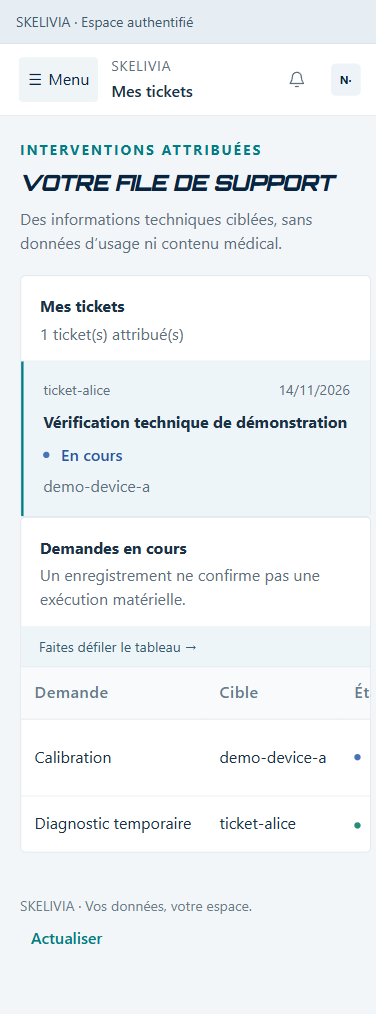 SKELIVIA · Espace authentifié
☰ Menu
SKELIVIA
Mes tickets
N·
INTERVENTIONS ATTRIBUÉES
VOTRE FILE DE SUPPORT
Des informations techniques ciblées, sans
données d’usage ni contenu médical.
Mes tickets
1 ticket(s) attribué(s)
ticket-alice 14/11/2026
Vérification technique de démonstration
En cours
demo-device-a
Demandes en cours
Un enregistrement ne confirme pas une
exécution matérielle.
Faites défiler le tableau →
Demande Cible Ét
Calibration demo-device-a
Diagnostic temporaire ticket-alice
SKELIVIA · Vos données, votre espace.
Actualiser